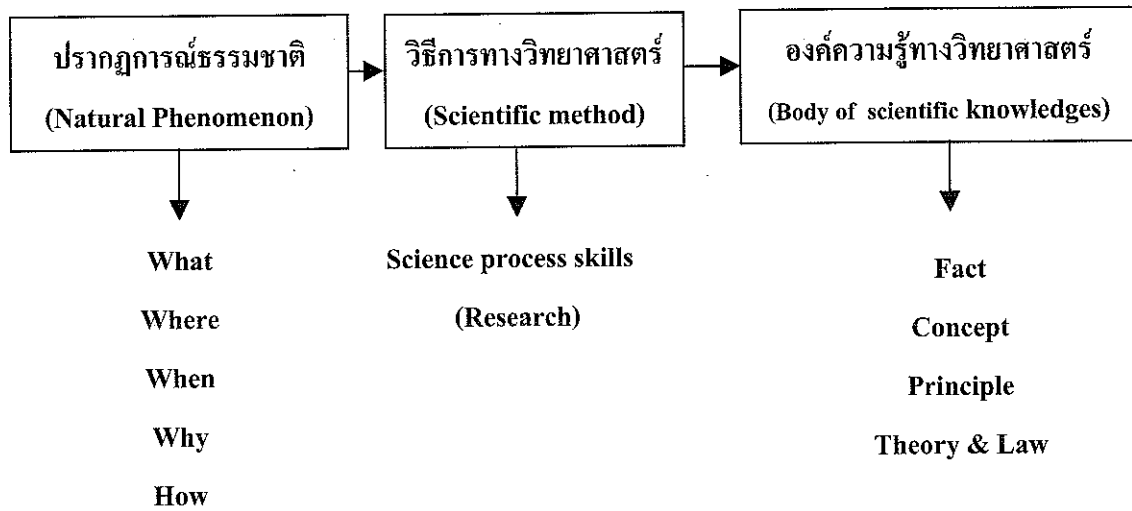 ปรากฏการณ์ธรรมชาติ
(Natural Phenomenon)
วิธีการทางวิทยาศาสตร์
(Scientific method)
องค์ความรู้ทางวิทยาศาสตร์
(Body of scientific knowledges)
What
Where
When
Why
How
Science process skills
(Research)
Fact
Concept
Principle
Theory & Law